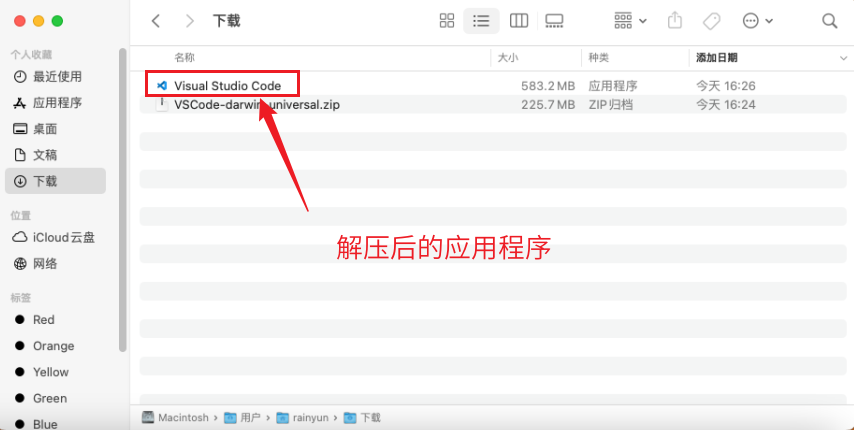 下载
个人收藏
最近使用
应用程序
桌面
文稿
下载
位置
iCloud云盘
网络
标签
Red
Orange
Yellow
Green
Blue
名称 大小 种类 添加日期
Visual Studio Code 583.2 MB 应用程序 今天 16:26
VSCode-darwin-universal.zip 225.7 MB ZIP归档 今天 16:24
解压后的应用程序
Macintosh › 用户 › rainyun › 下载